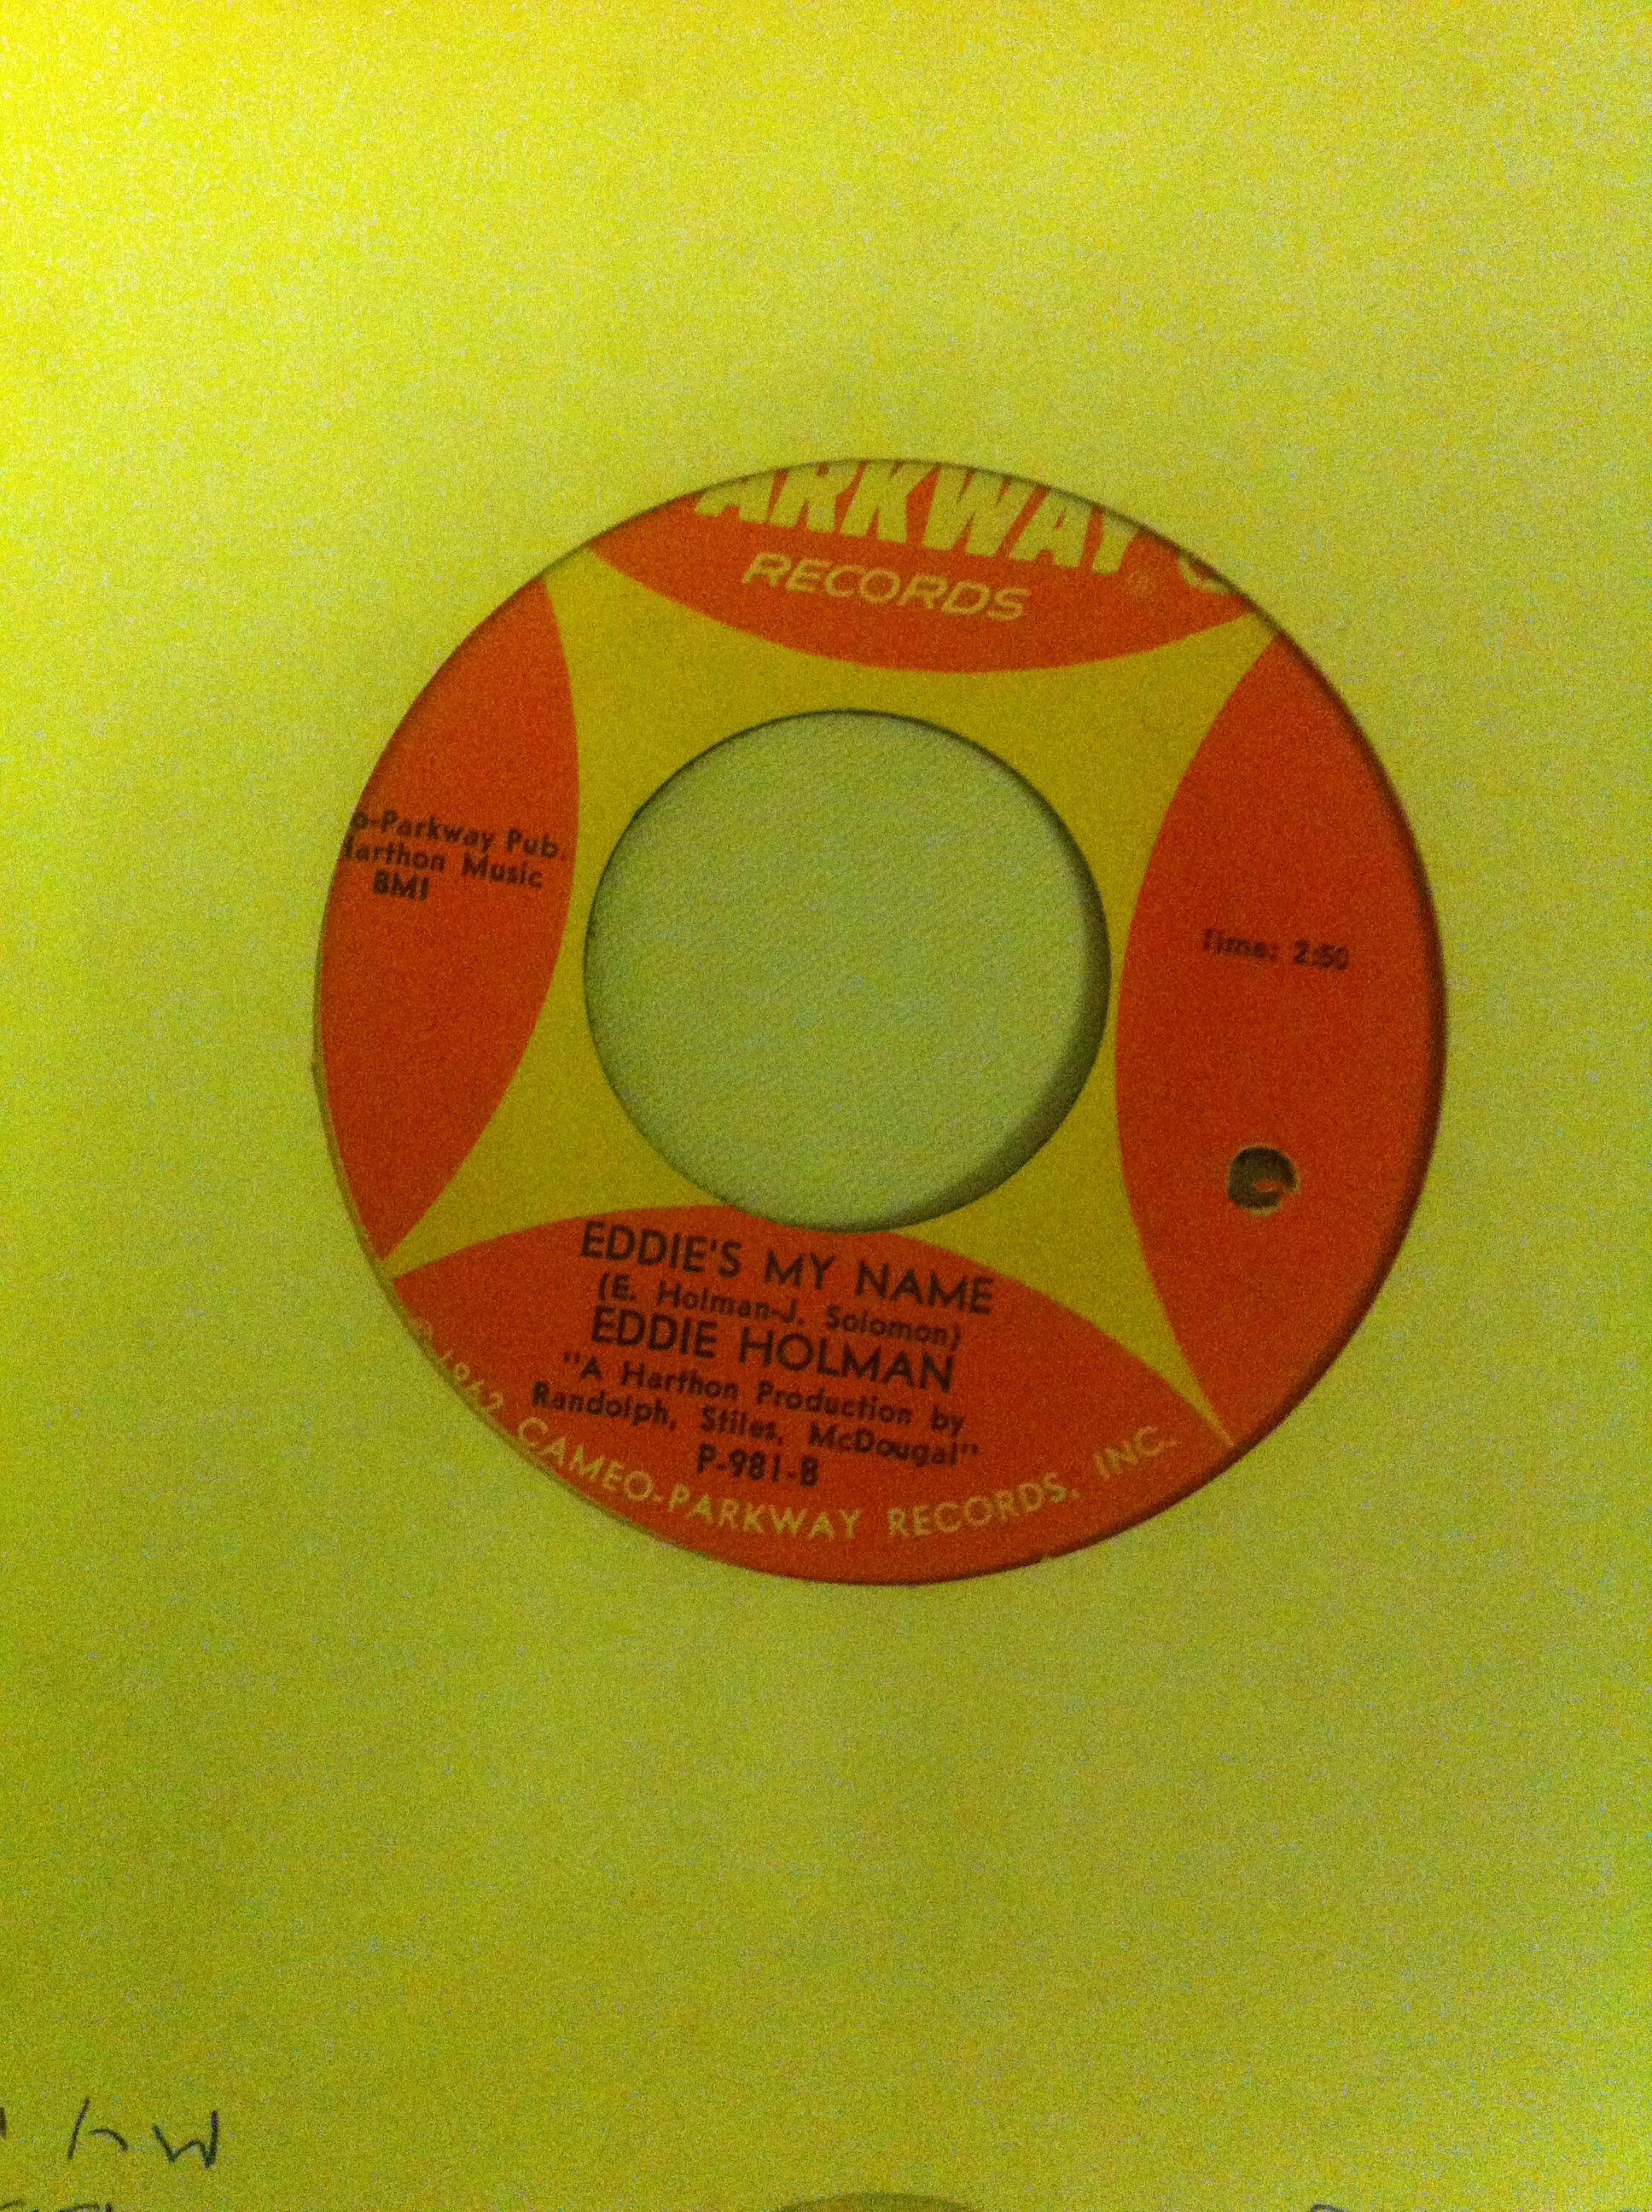 ARKWAY®
RECORDS
o-Parkway Pub.
Harthon Music
BMI
Time: 2:50
EDDIE'S MY NAME
(E. Holman-J. Solomon)
EDDIE HOLMAN
"A Harthon Production by
Randolph, Stiles, McDougal"
P-981-B
© 1962 CAMEO-PARKWAY RECORDS, INC.